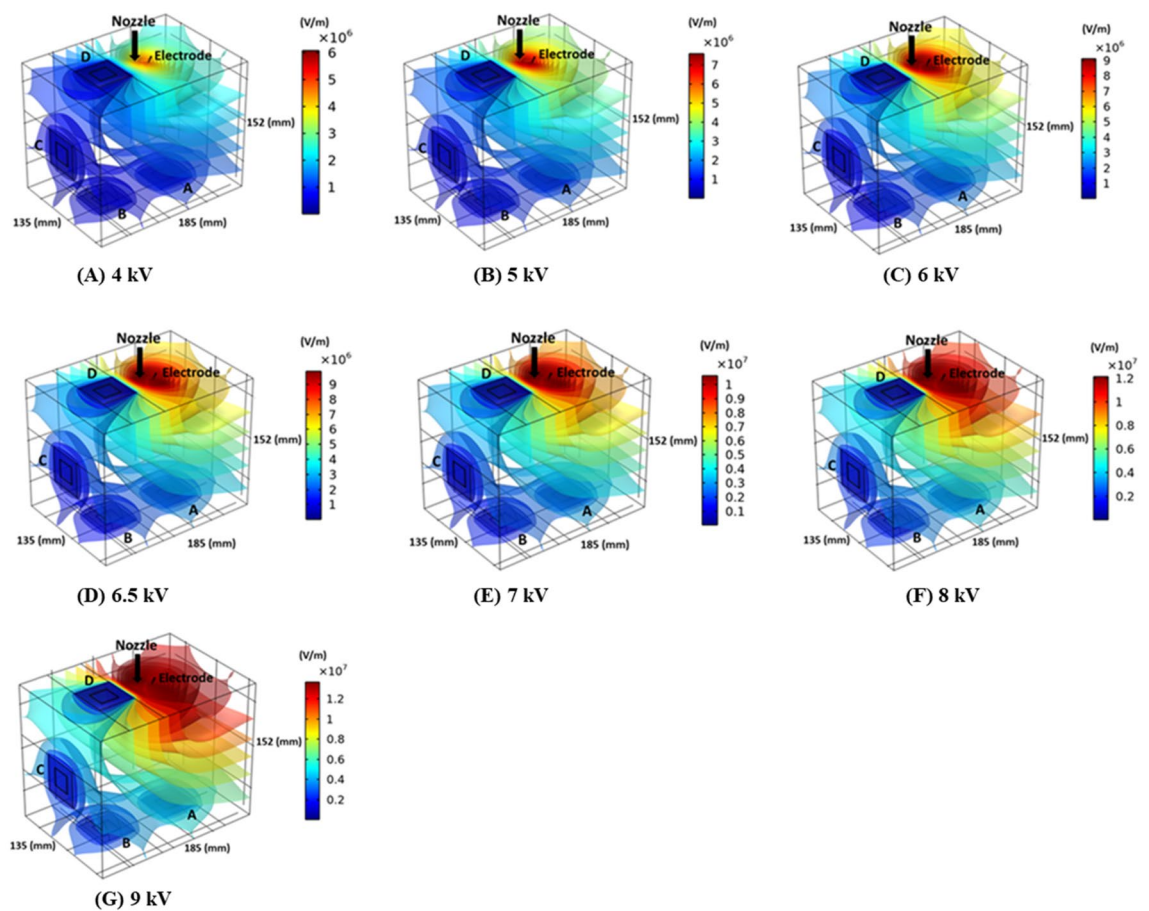 Nozzle
(V/m)
×10⁶
D
Electrode
6
5
4
3
2
1
152 (mm)
C
A
B
135 (mm)
185 (mm)
(A) 4 kV
Nozzle
(V/m)
×10⁶
D
Electrode
7
6
5
4
3
2
1
152 (mm)
C
A
B
135 (mm)
185 (mm)
(B) 5 kV
Nozzle
(V/m)
×10⁶
D
Electrode
9
8
7
6
5
4
3
2
1
152 (mm)
C
A
B
135 (mm)
185 (mm)
(C) 6 kV
Nozzle
(V/m)
×10⁶
D
Electrode
9
8
7
6
5
4
3
2
1
152 (mm)
C
A
B
135 (mm)
185 (mm)
(D) 6.5 kV
Nozzle
(V/m)
×10⁷
D
Electrode
1
0.9
0.8
0.7
0.6
0.5
0.4
0.3
0.2
0.1
152 (mm)
C
A
B
135 (mm)
185 (mm)
(E) 7 kV
Nozzle
(V/m)
×10⁷
D
Electrode
1.2
1
0.8
0.6
0.4
0.2
152 (mm)
C
A
B
135 (mm)
185 (mm)
(F) 8 kV
Nozzle
(V/m)
×10⁷
D
Electrode
1.2
1
0.8
0.6
0.4
0.2
152 (mm)
C
A
B
135 (mm)
185 (mm)
(G) 9 kV